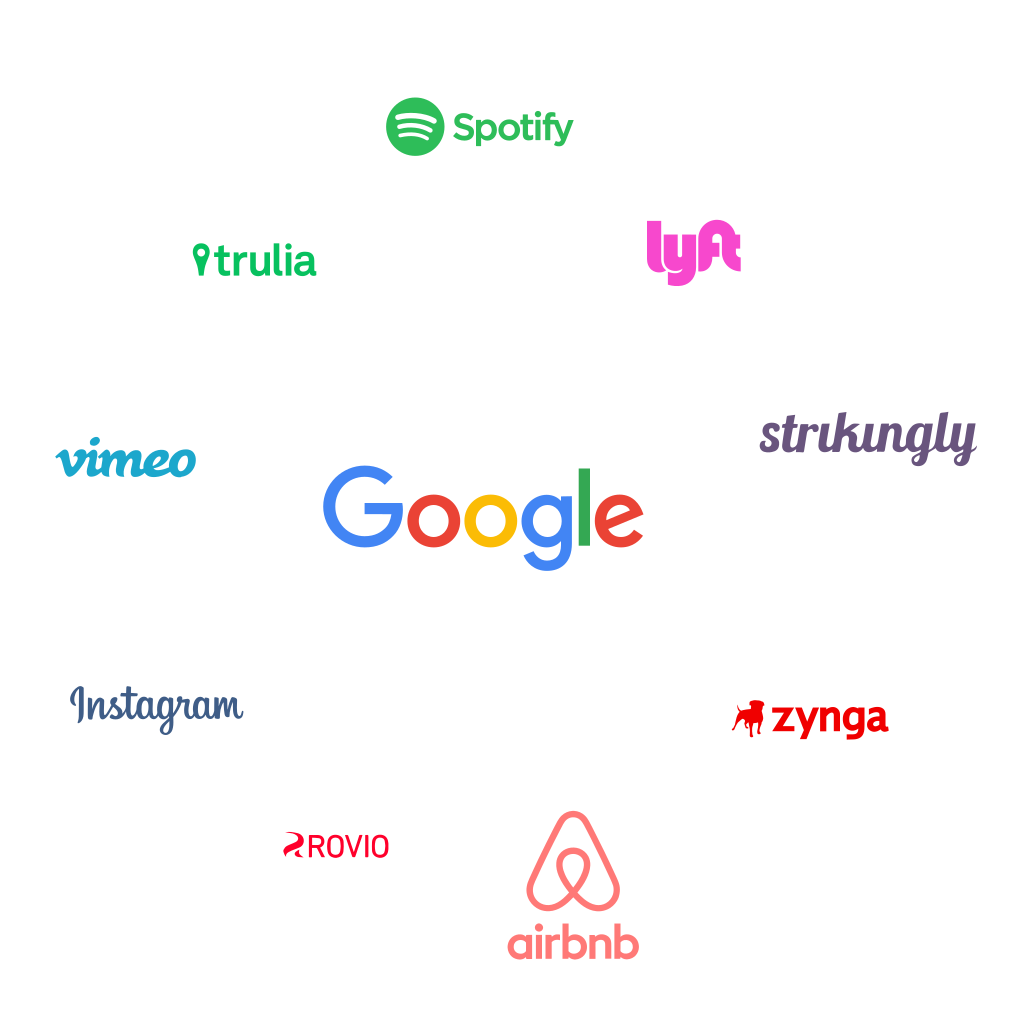 Spotify
lyft
trulia
strikingly
vimeo
Google
Instagram
zynga
ROVIO
airbnb